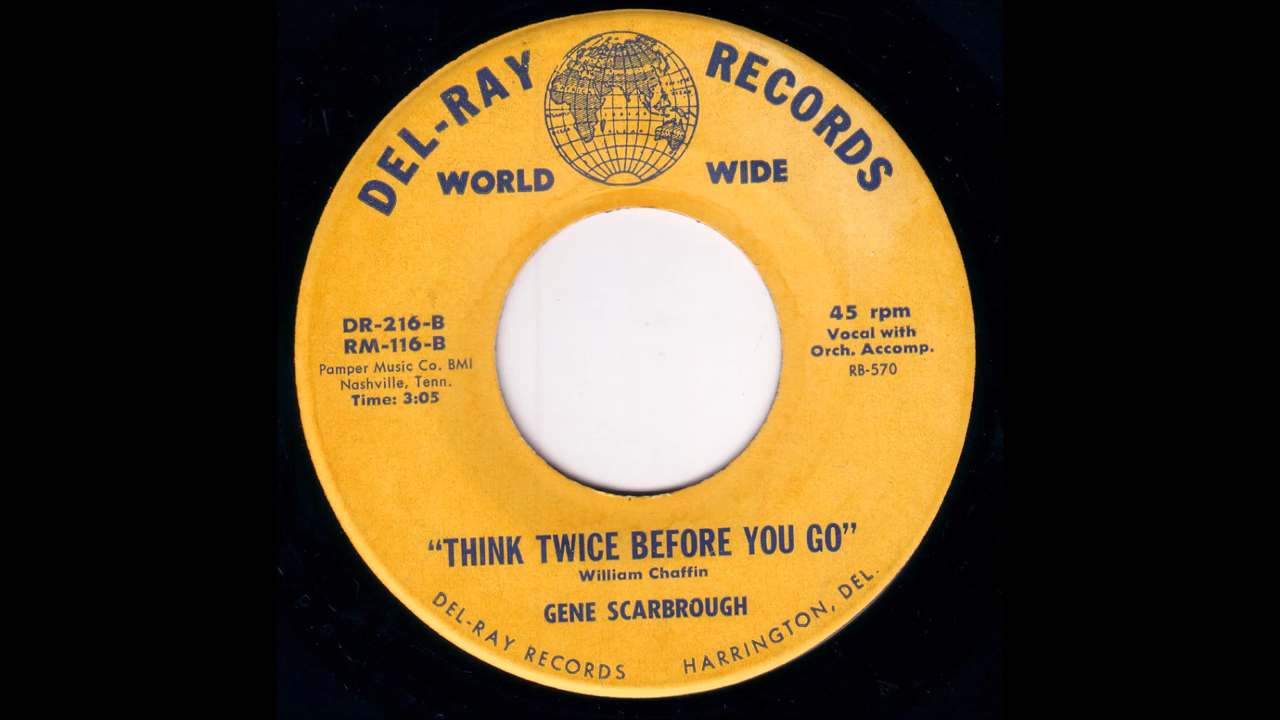 DEL-RAY RECORDS
WORLD WIDE
DR-216-B
RM-116-B
Pamper Music Co. BMI
Nashville, Tenn.
Time: 3:05
45 rpm
Vocal with
Orch. Accomp.
RB-570
“THINK TWICE BEFORE YOU GO”
William Chaffin
GENE SCARBROUGH
DEL-RAY RECORDS HARRINGTON, DEL.